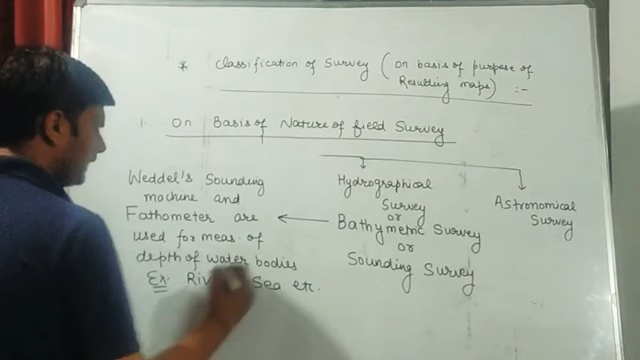 * Classification of Survey (on basis of purpose of
Resulting maps) :-
1. On Basis of Nature of field Survey
Weddel's Sounding
machine and
Fathometer are
used for meas. of
depth of water bodies
Ex. Sea etc.
Hydrographical
Survey
or
Bathymetric Survey
or
Sounding Survey
Astronomical
Survey